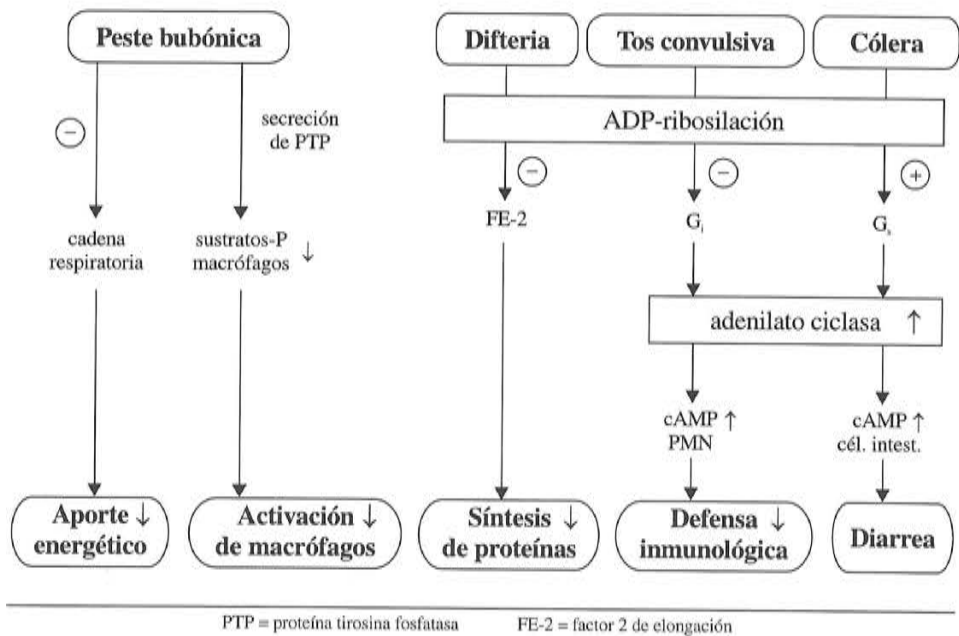 Peste bubónica
Difteria
Tos convulsiva
Cólera
ADP-ribosilación
−
secreción
de PTP
−
−
+
FE-2
Gi
Gs
cadena
respiratoria
sustratos-P
macrófagos ↓
adenilato ciclasa ↑
cAMP ↑
PMN
cAMP ↑
cél. intest.
Aporte ↓
energético
Activación ↓
de macrófagos
Síntesis ↓
de proteínas
Defensa ↓
inmunológica
Diarrea
PTP = proteína tirosina fosfatasa
FE-2 = factor 2 de elongación